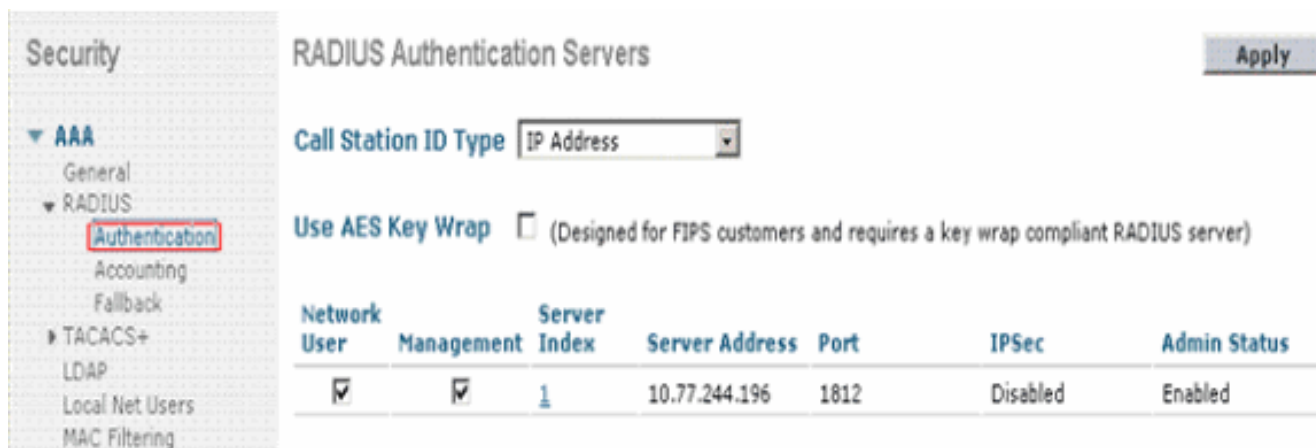 Security
AAA
General
RADIUS
Authentication
Accounting
Fallback
TACACS+
LDAP
Local Net Users
MAC Filtering
RADIUS Authentication Servers
Apply
Call Station ID Type IP Address
Use AES Key Wrap (Designed for FIPS customers and requires a key wrap compliant RADIUS server)
Network User Management Server Index Server Address Port IPSec Admin Status
1 10.77.244.196 1812 Disabled Enabled